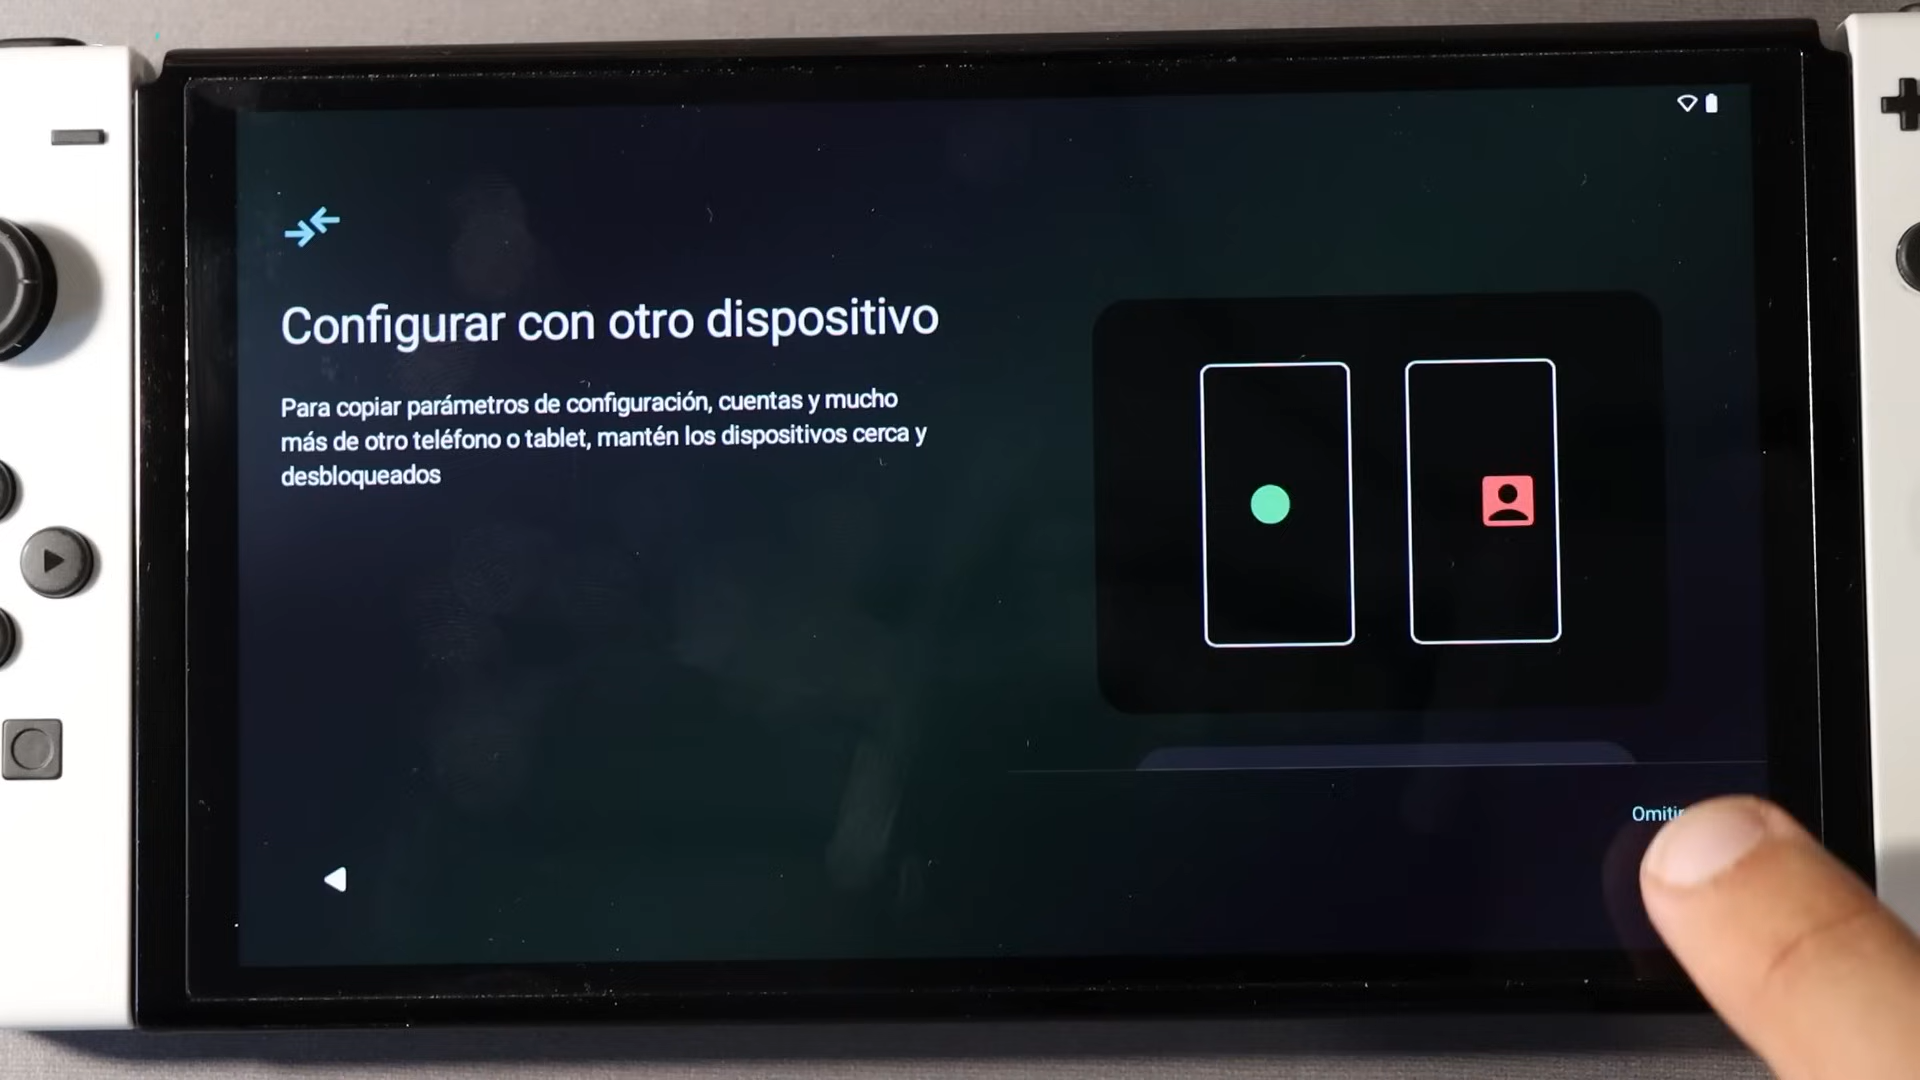 Configurar con otro dispositivo
Para copiar parámetros de configuración, cuentas y mucho
más de otro teléfono o tablet, mantén los dispositivos cerca y
desbloqueados
Omitir